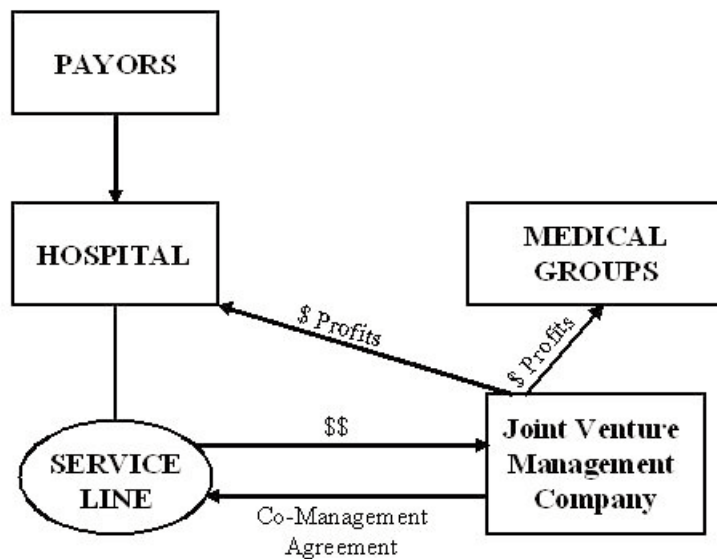 PAYORS
HOSPITAL
MEDICAL
GROUPS
$ Profits
$ Profits
SERVICE
LINE
$$
Joint Venture
Management
Company
Co-Management
Agreement